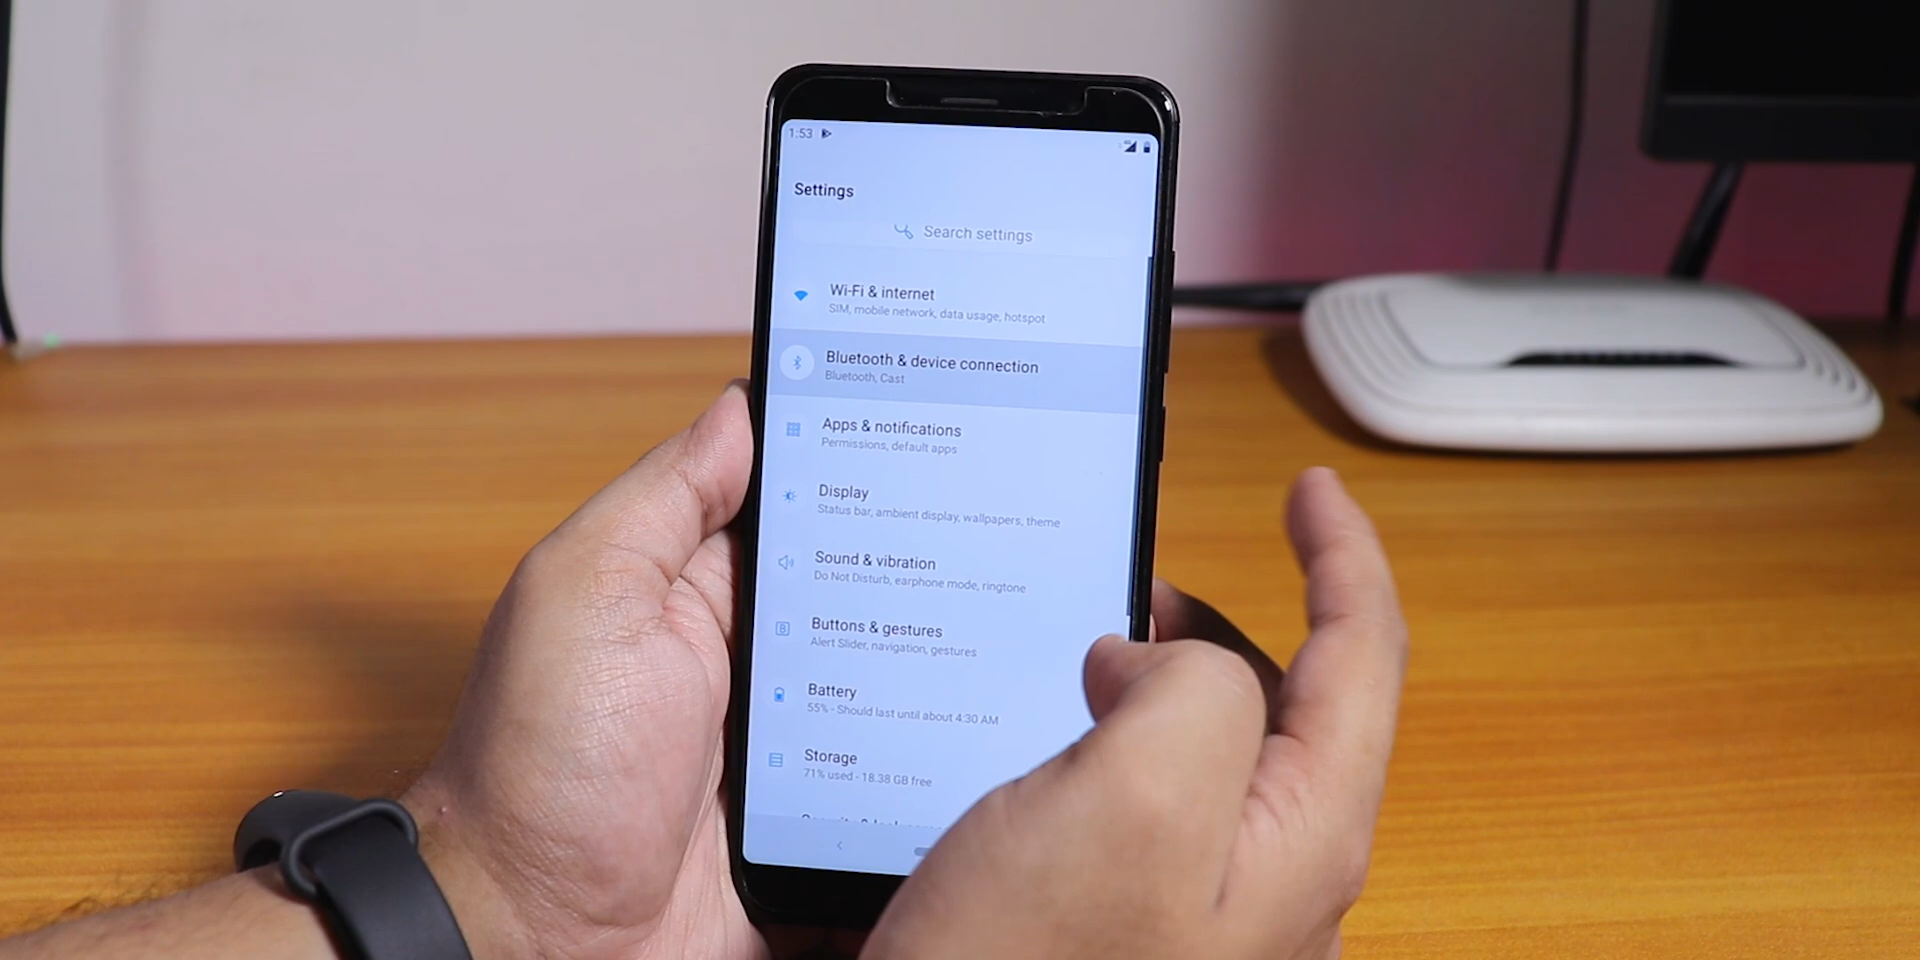 1:53
Settings
Search settings
Wi-Fi & internet
SIM, mobile network, data usage, hotspot
Bluetooth & device connection
Bluetooth, Cast
Apps & notifications
Permissions, default apps
Display
Status bar, ambient display, wallpapers, theme
Sound & vibration
Do Not Disturb, earphone mode, ringtone
Buttons & gestures
Alert Slider, navigation, gestures
Battery
55% - Should last until about 4:30 AM
Storage
71% used - 18.38 GB free